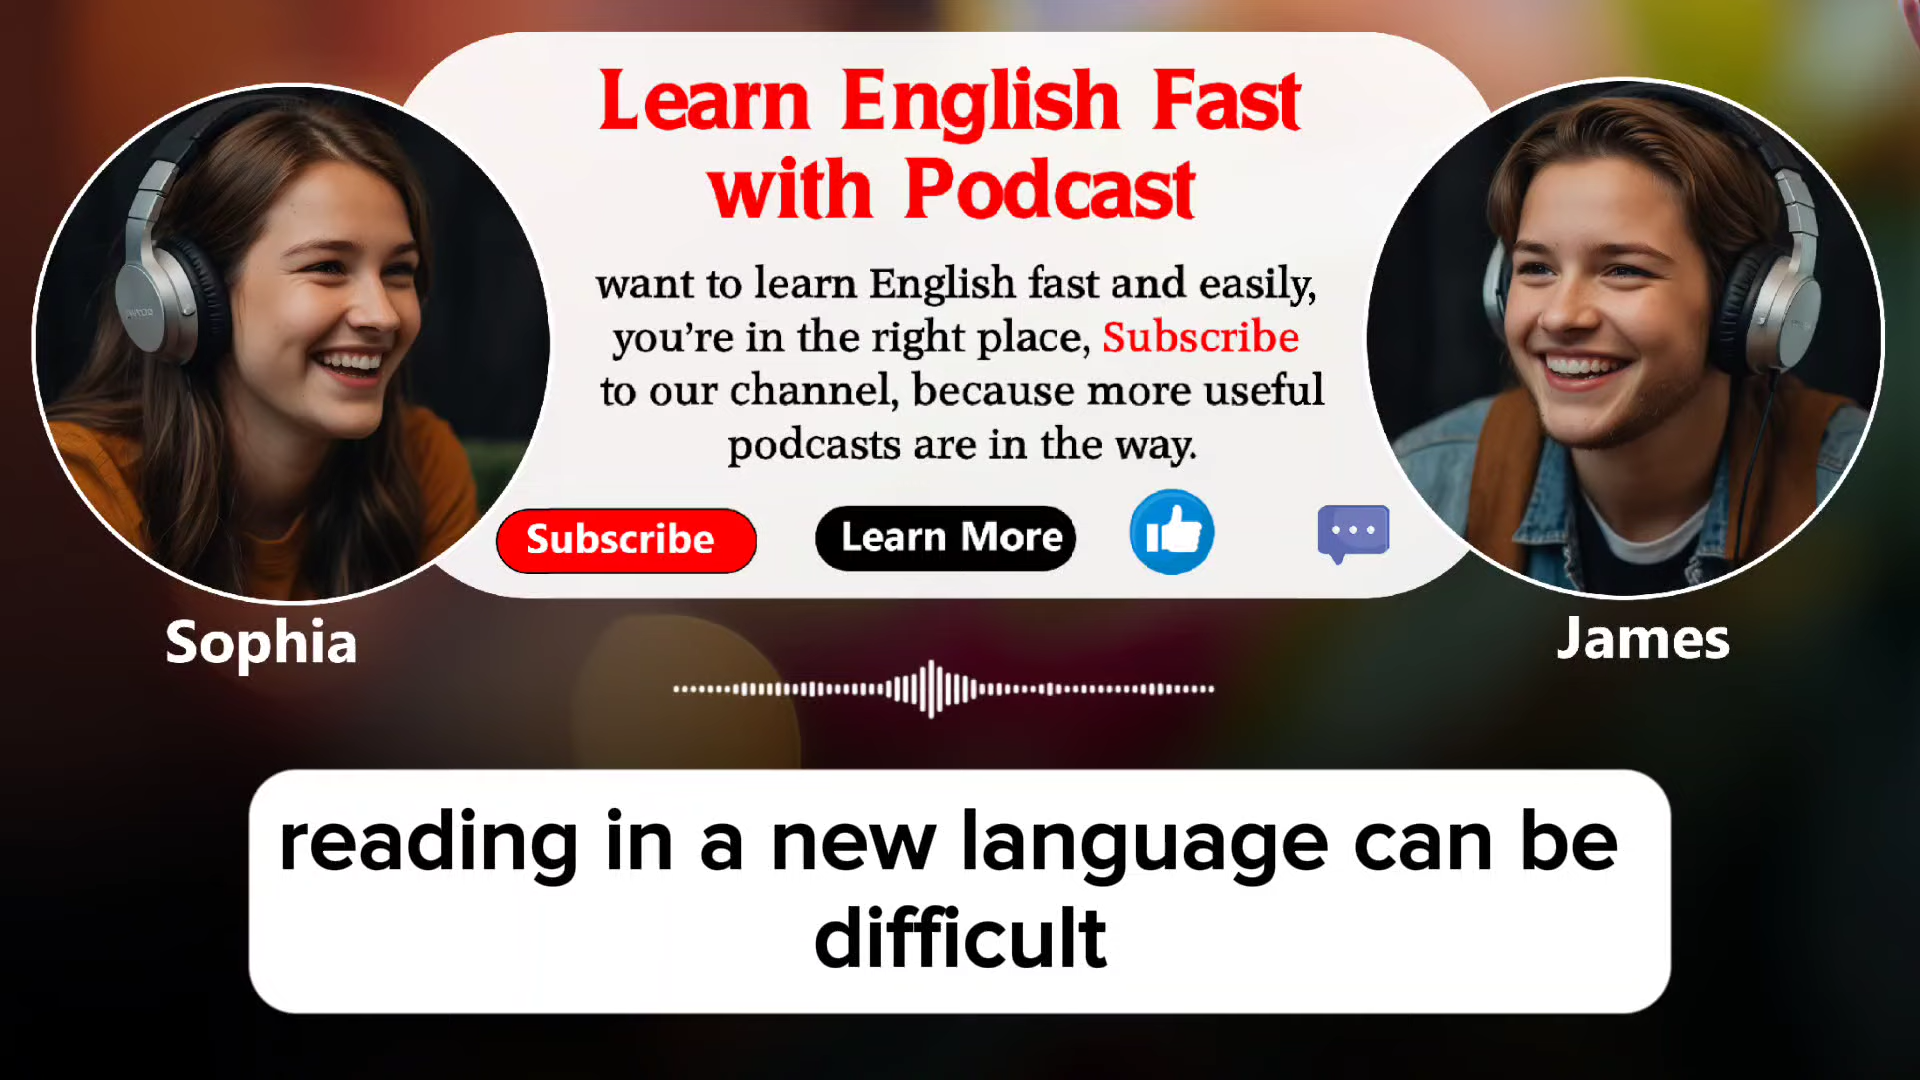 Learn English Fast
with Podcast
want to learn English fast and easily,
you're in the right place, Subscribe
to our channel, because more useful
podcasts are in the way.
Subscribe
Learn More
Sophia
James
reading in a new language can be
difficult